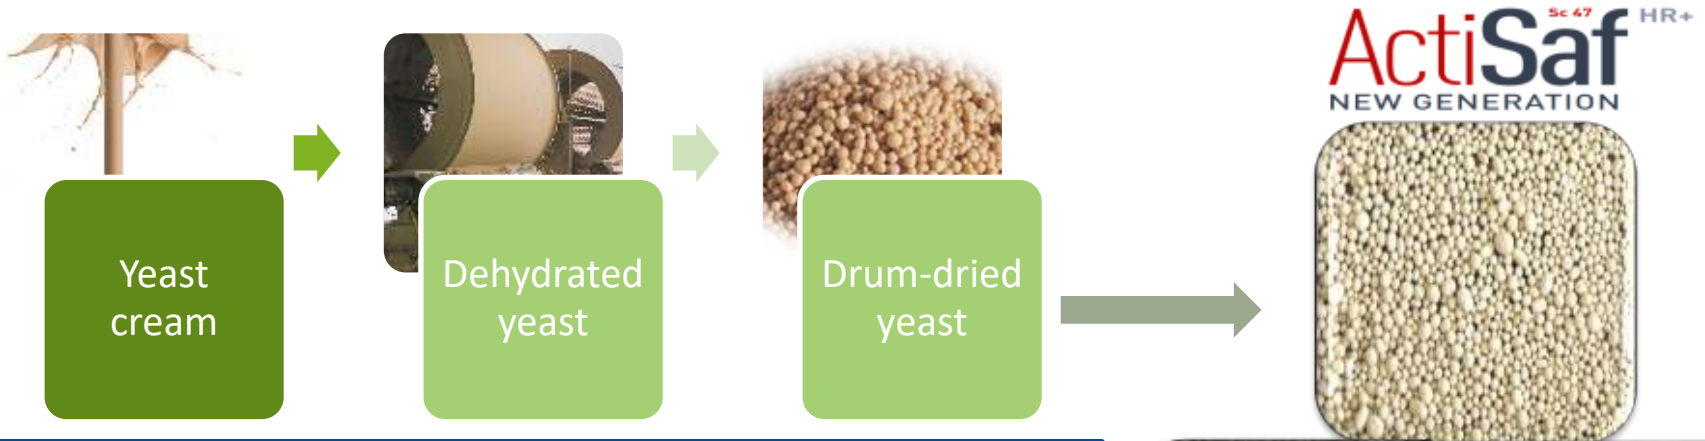 Sc 47
HR+
ActiSaf
NEW GENERATION
Yeast
cream
Dehydrated
yeast
Drum-dried
yeast